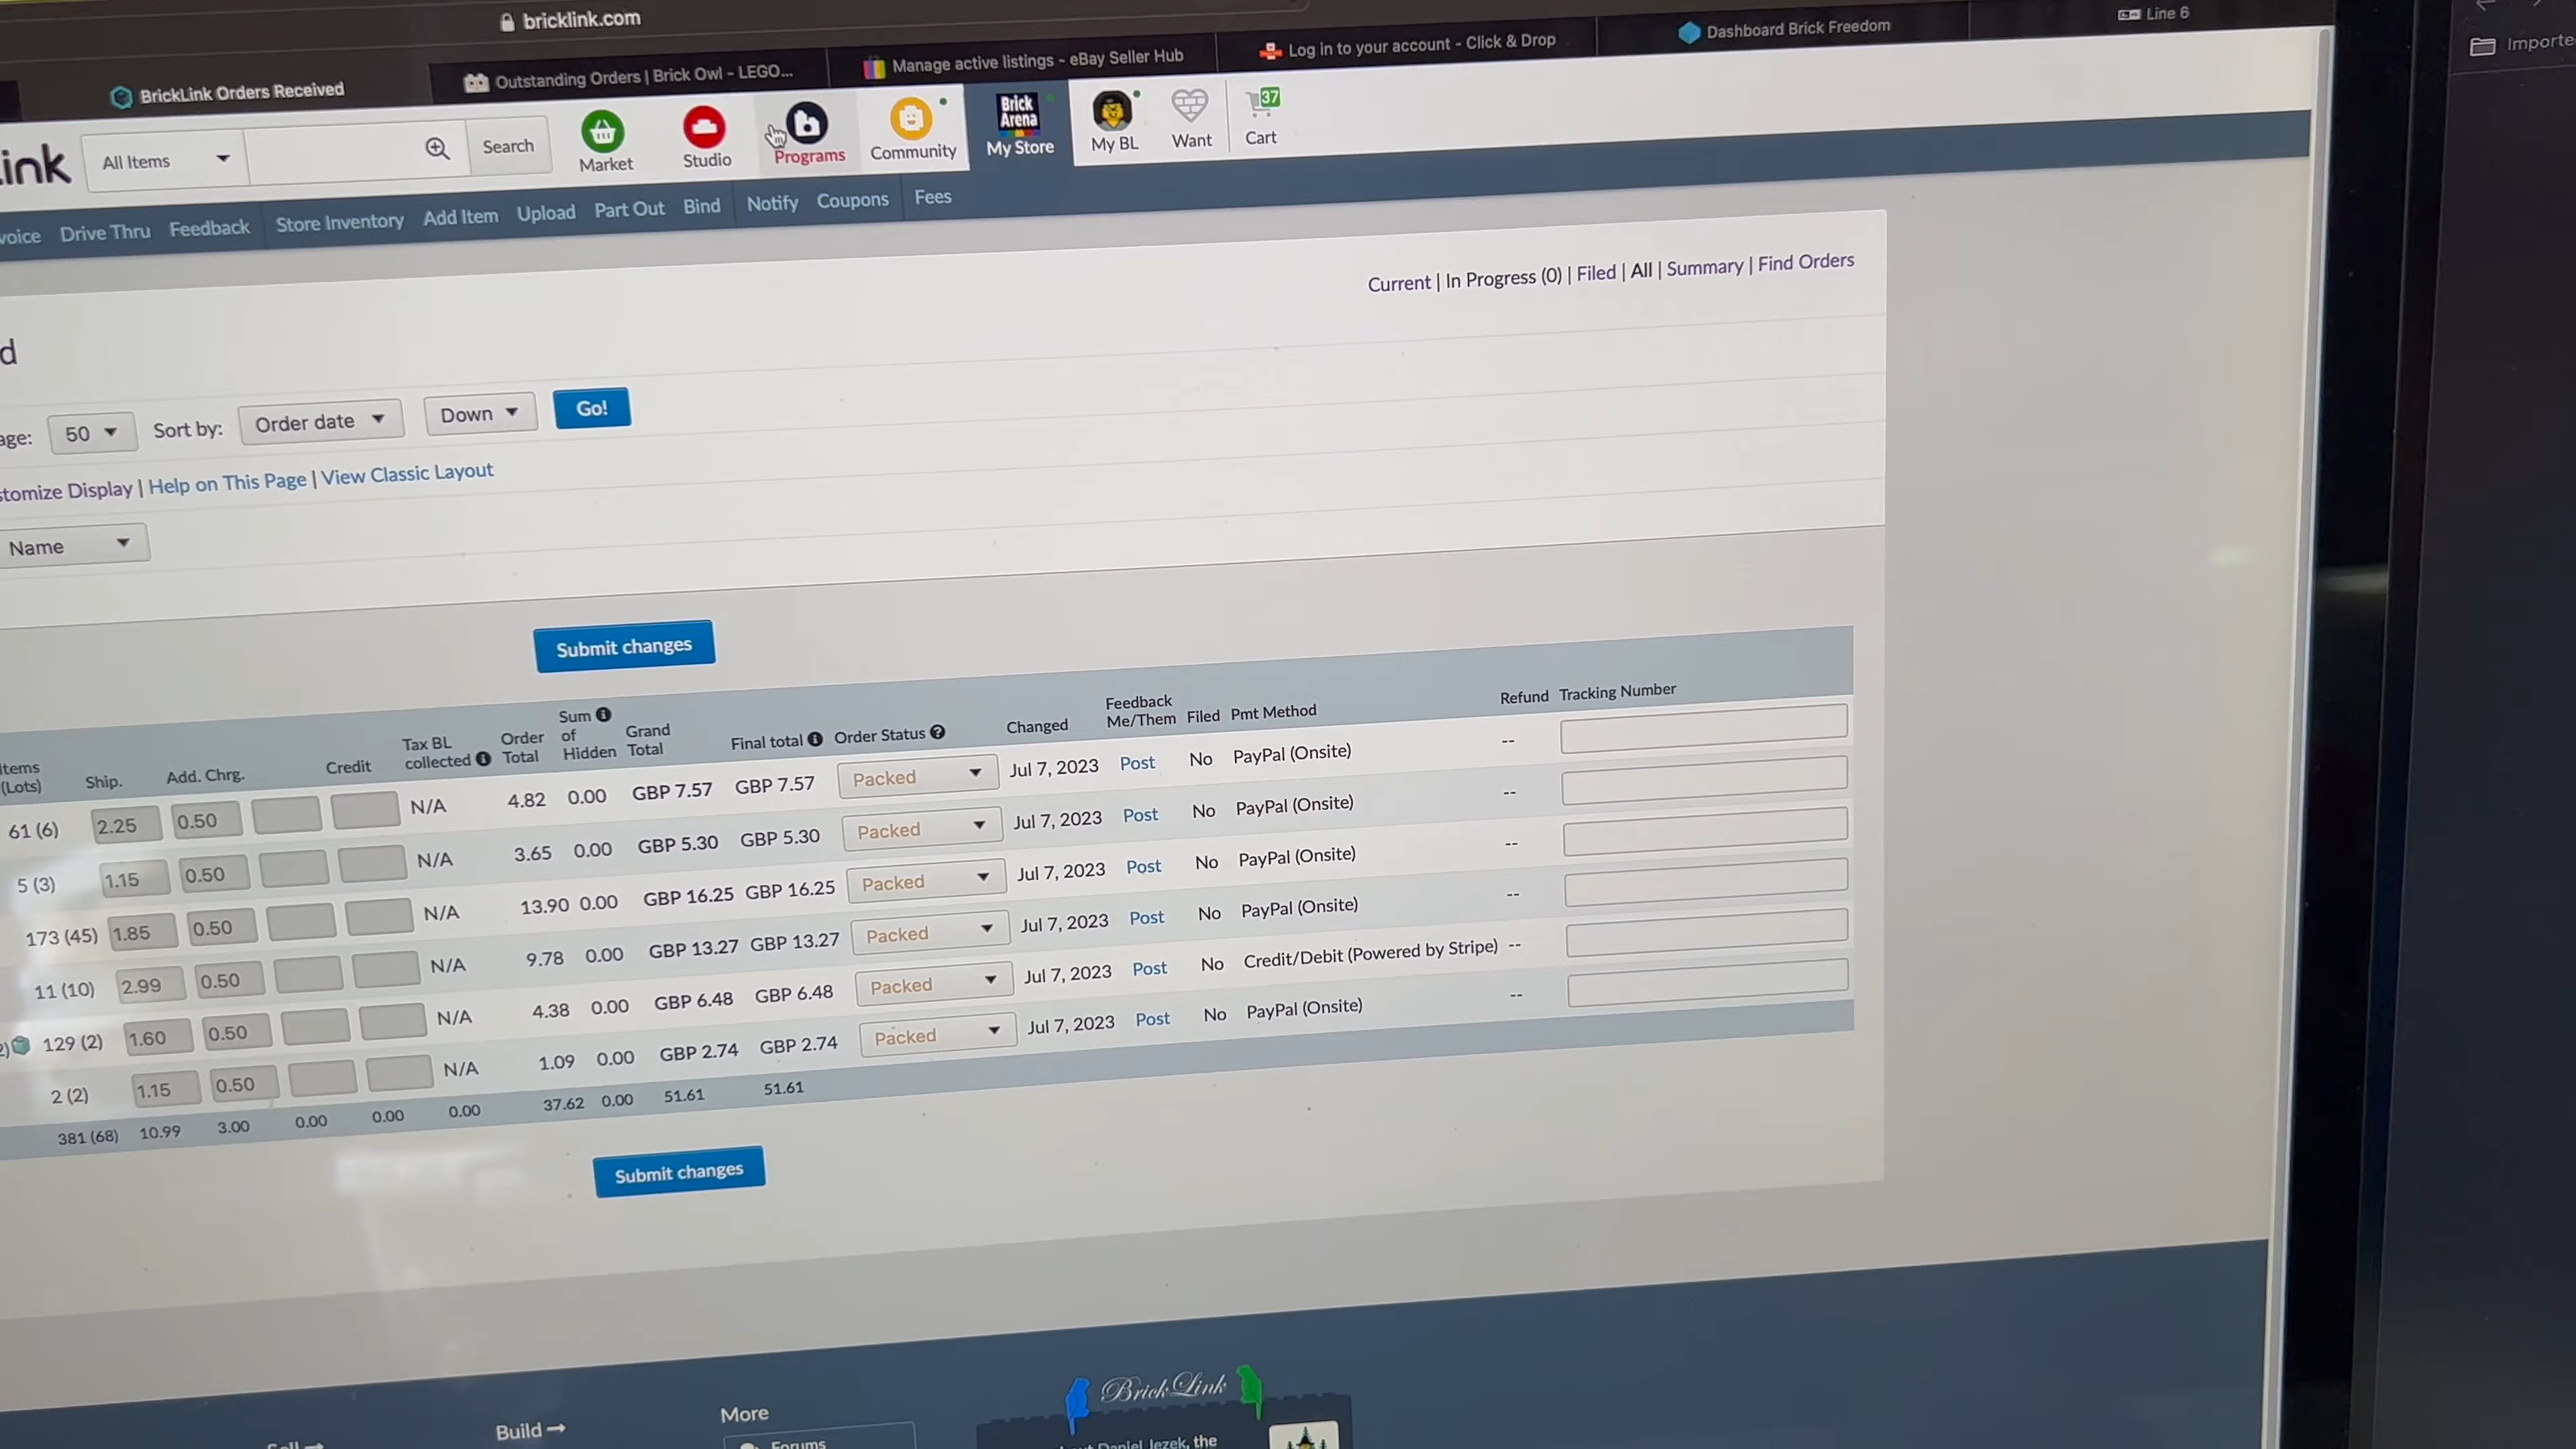 bricklink.com
BrickLink Orders Received
Outstanding Orders | Brick Owl - LEGO...
Manage active listings - eBay Seller Hub
Log in to your account - Click & Drop
Dashboard Brick Freedom
Line 6
Importe
ink
All Items
Search
Market
Studio
Programs
Community
Brick Arena
My Store
My BL
Want
37
Cart
voice Drive Thru Feedback Store Inventory Add Item Upload Part Out Bind Notify Coupons Fees
Current | In Progress (0) | Filed | All | Summary | Find Orders
d
age: 50 Sort by: Order date Down Go!
stomize Display | Help on This Page | View Classic Layout
Name
Submit changes
Items (Lots) Ship. Add. Chrg. Credit Tax BL collected Order Total Sum of Hidden Grand Total Final total Order Status Changed Feedback Me/Them Filed Pmt Method Refund Tracking Number
61 (6) 2.25 0.50 N/A 4.82 0.00 GBP 7.57 GBP 7.57 Packed Jul 7, 2023 Post No PayPal (Onsite) --
5 (3) 1.15 0.50 N/A 3.65 0.00 GBP 5.30 GBP 5.30 Packed Jul 7, 2023 Post No PayPal (Onsite) --
173 (45) 1.85 0.50 N/A 13.90 0.00 GBP 16.25 GBP 16.25 Packed Jul 7, 2023 Post No PayPal (Onsite) --
11 (10) 2.99 0.50 N/A 9.78 0.00 GBP 13.27 GBP 13.27 Packed Jul 7, 2023 Post No PayPal (Onsite) --
129 (2) 1.60 0.50 N/A 4.38 0.00 GBP 6.48 GBP 6.48 Packed Jul 7, 2023 Post No Credit/Debit (Powered by Stripe) --
2 (2) 1.15 0.50 N/A 1.09 0.00 GBP 2.74 GBP 2.74 Packed Jul 7, 2023 Post No PayPal (Onsite) --
381 (68) 10.99 3.00 0.00 0.00 0.00 37.62 0.00 51.61 51.61
Submit changes
Build →
More
Forums
BrickLink
Daniel Jezek, the